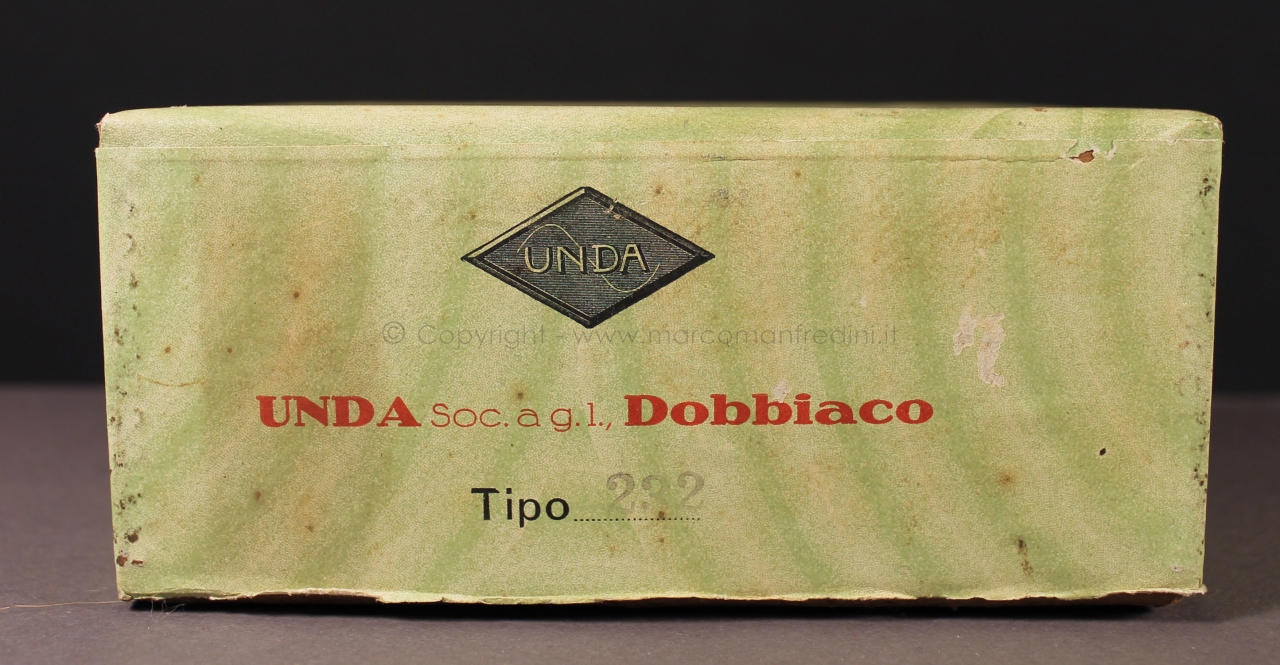 UNDA
© Copyright - www.marcomanfredini.it
UNDA Soc. a g. l., Dobbiaco
Tipo 232